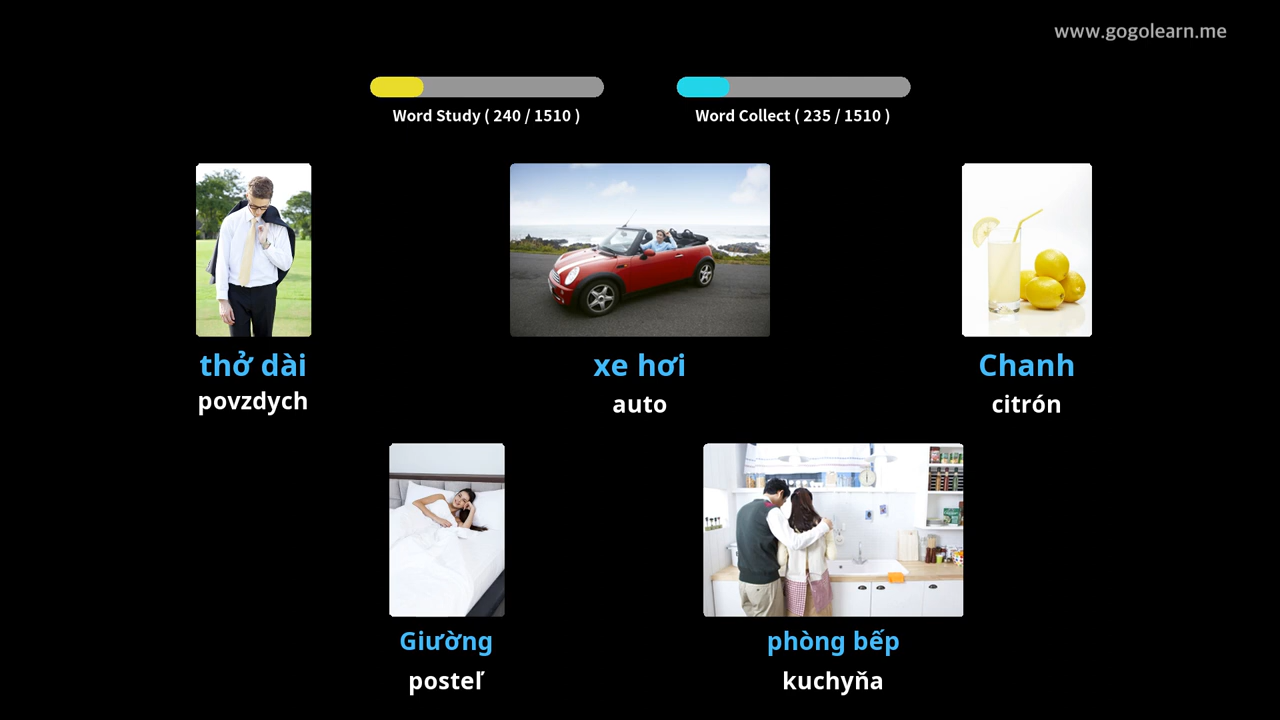 www.gogolearn.me
Word Study ( 240 / 1510 )
Word Collect ( 235 / 1510 )
thở dài
povzdych
xe hơi
auto
Chanh
citrón
Giường
posteľ
phòng bếp
kuchyňa